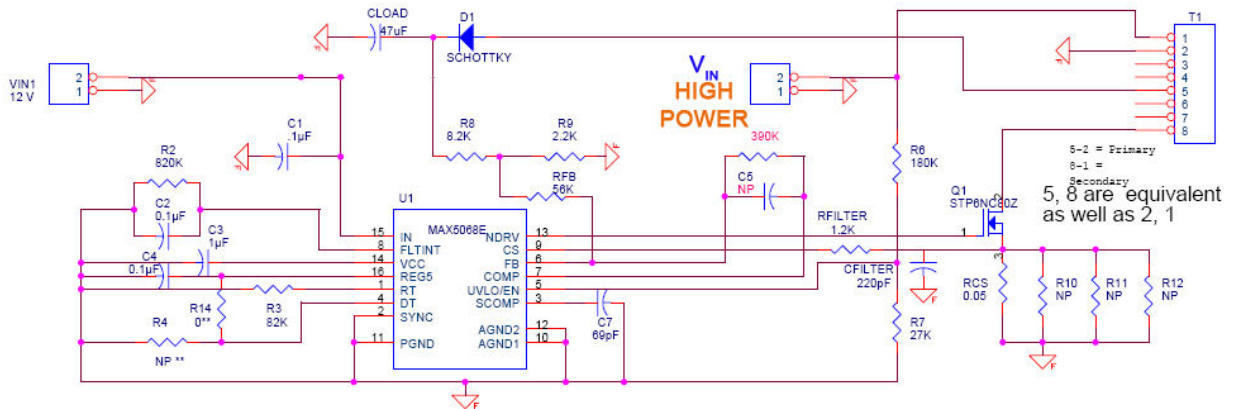 CLOAD
47uF
D1
SCHOTTKY
VIN1
12 V
2
1
V IN
HIGH
POWER
2
1
T1
1
2
3
4
5
6
7
8
C1
.1µF
R8
8.2K
R9
2.2K
F
390K
R2
820K
RFB
56K
C5
NP
R6
180K
5-2 = Primary
8-1 =
Secondary
5, 8 are equivalent
as well as 2, 1
C2
0.1µF
C3
1µF
C4
0.1µF
U1
MAX5068E
15 IN
8 FLTINT
14 VCC
16 REG5
1 RT
4 DT
2 SYNC
11 PGND
NDRV 13
CS 9
FB 6
COMP 7
UVLO/EN 5
SCOMP 3
AGND2 12
AGND1 10
RFILTER
1.2K
Q1
STP6NC80Z
1
2
3
CFILTER
220pF
F
RCS
0.05
R10
NP
R11
NP
R12
NP
R14
0**
R3
82K
R4
NP **
C7
69pF
R7
27K
F
F